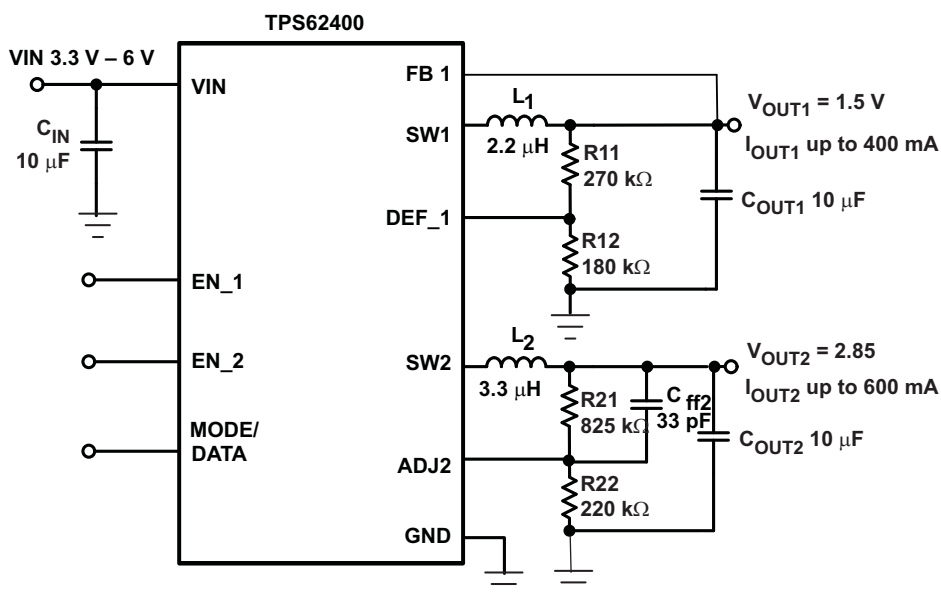 TPS62400
VIN 3.3 V – 6 V
VIN
C_IN
10 μF
EN_1
EN_2
MODE/
DATA
FB 1
SW1
DEF_1
SW2
ADJ2
GND
L1
2.2 μH
R11
270 kΩ
R12
180 kΩ
V_OUT1 = 1.5 V
I_OUT1 up to 400 mA
C_OUT1 10 μF
L2
3.3 μH
R21
825 kΩ
C ff2
33 pF
R22
220 kΩ
V_OUT2 = 2.85
I_OUT2 up to 600 mA
C_OUT2 10 μF